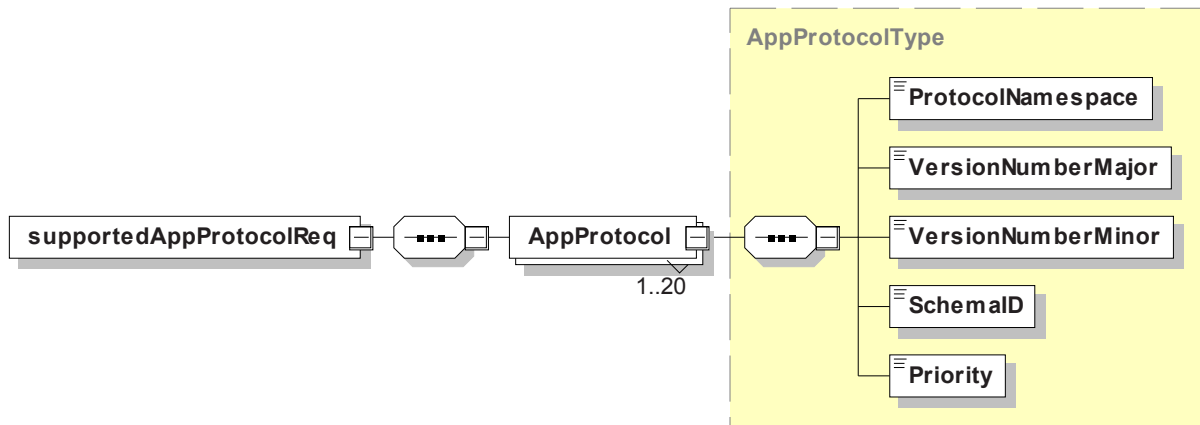 AppProtocolType
ProtocolNamespace
VersionNumberMajor
supportedAppProtocolReq
AppProtocol
VersionNumberMinor
1..20
SchemaID
Priority